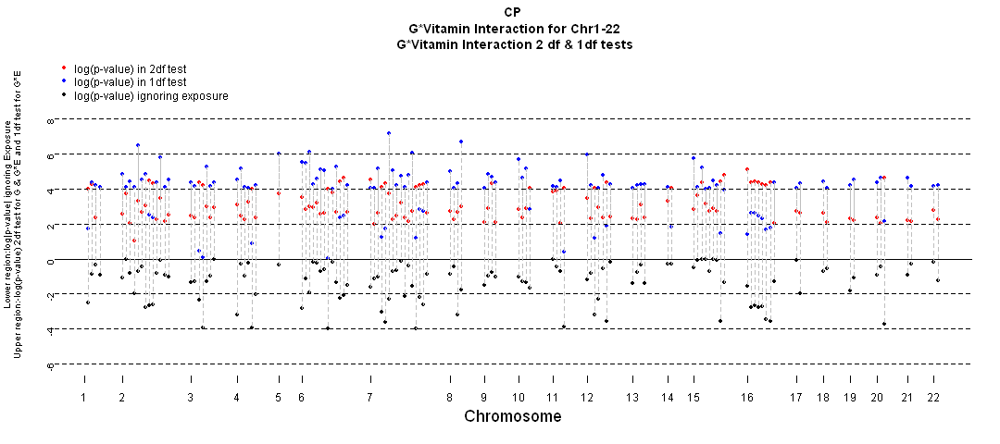 CP
G*Vitamin Interaction for Chr1-22
G*Vitamin Interaction 2 df & 1df tests
log(p-value) in 2df test
log(p-value) in 1df test
log(p-value) ignoring exposure
Lower region:log(p-value) ignoring Exposure
Upper region:-log(p-value) 2df test for G & G*E and 1df test for G*E
8
6
4
2
0
-2
-4
-6
1 2 3 4 5 6 7 8 9 10 11 12 13 14 15 16 17 18 19 20 21 22
Chromosome